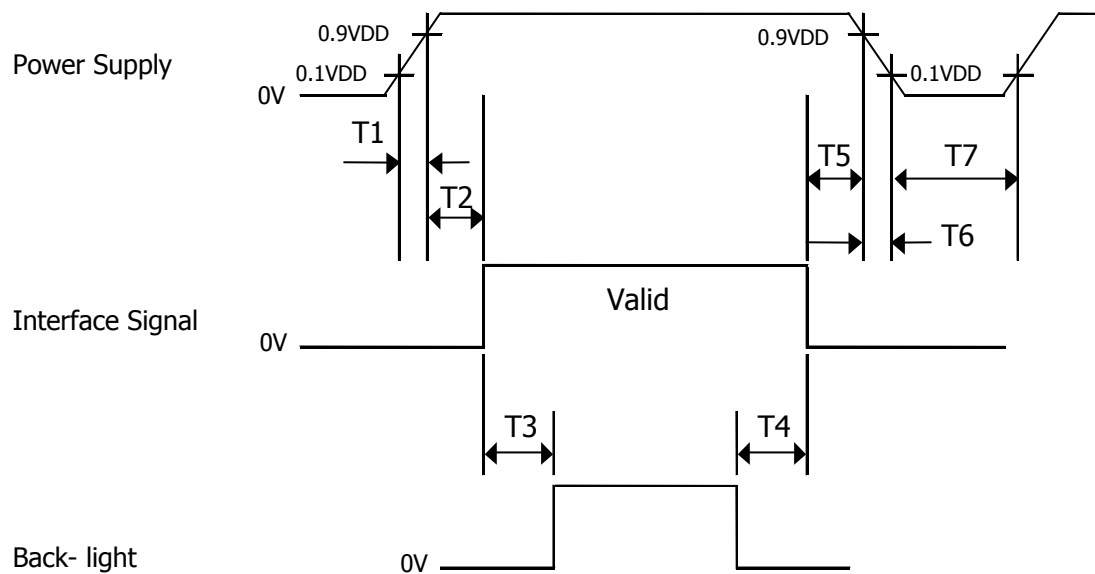 0.9VDD
0.9VDD
Power Supply
0.1VDD
0.1VDD
0V
T1
T5
T7
T2
T6
Valid
Interface Signal
0V
T3
T4
Back- light
0V